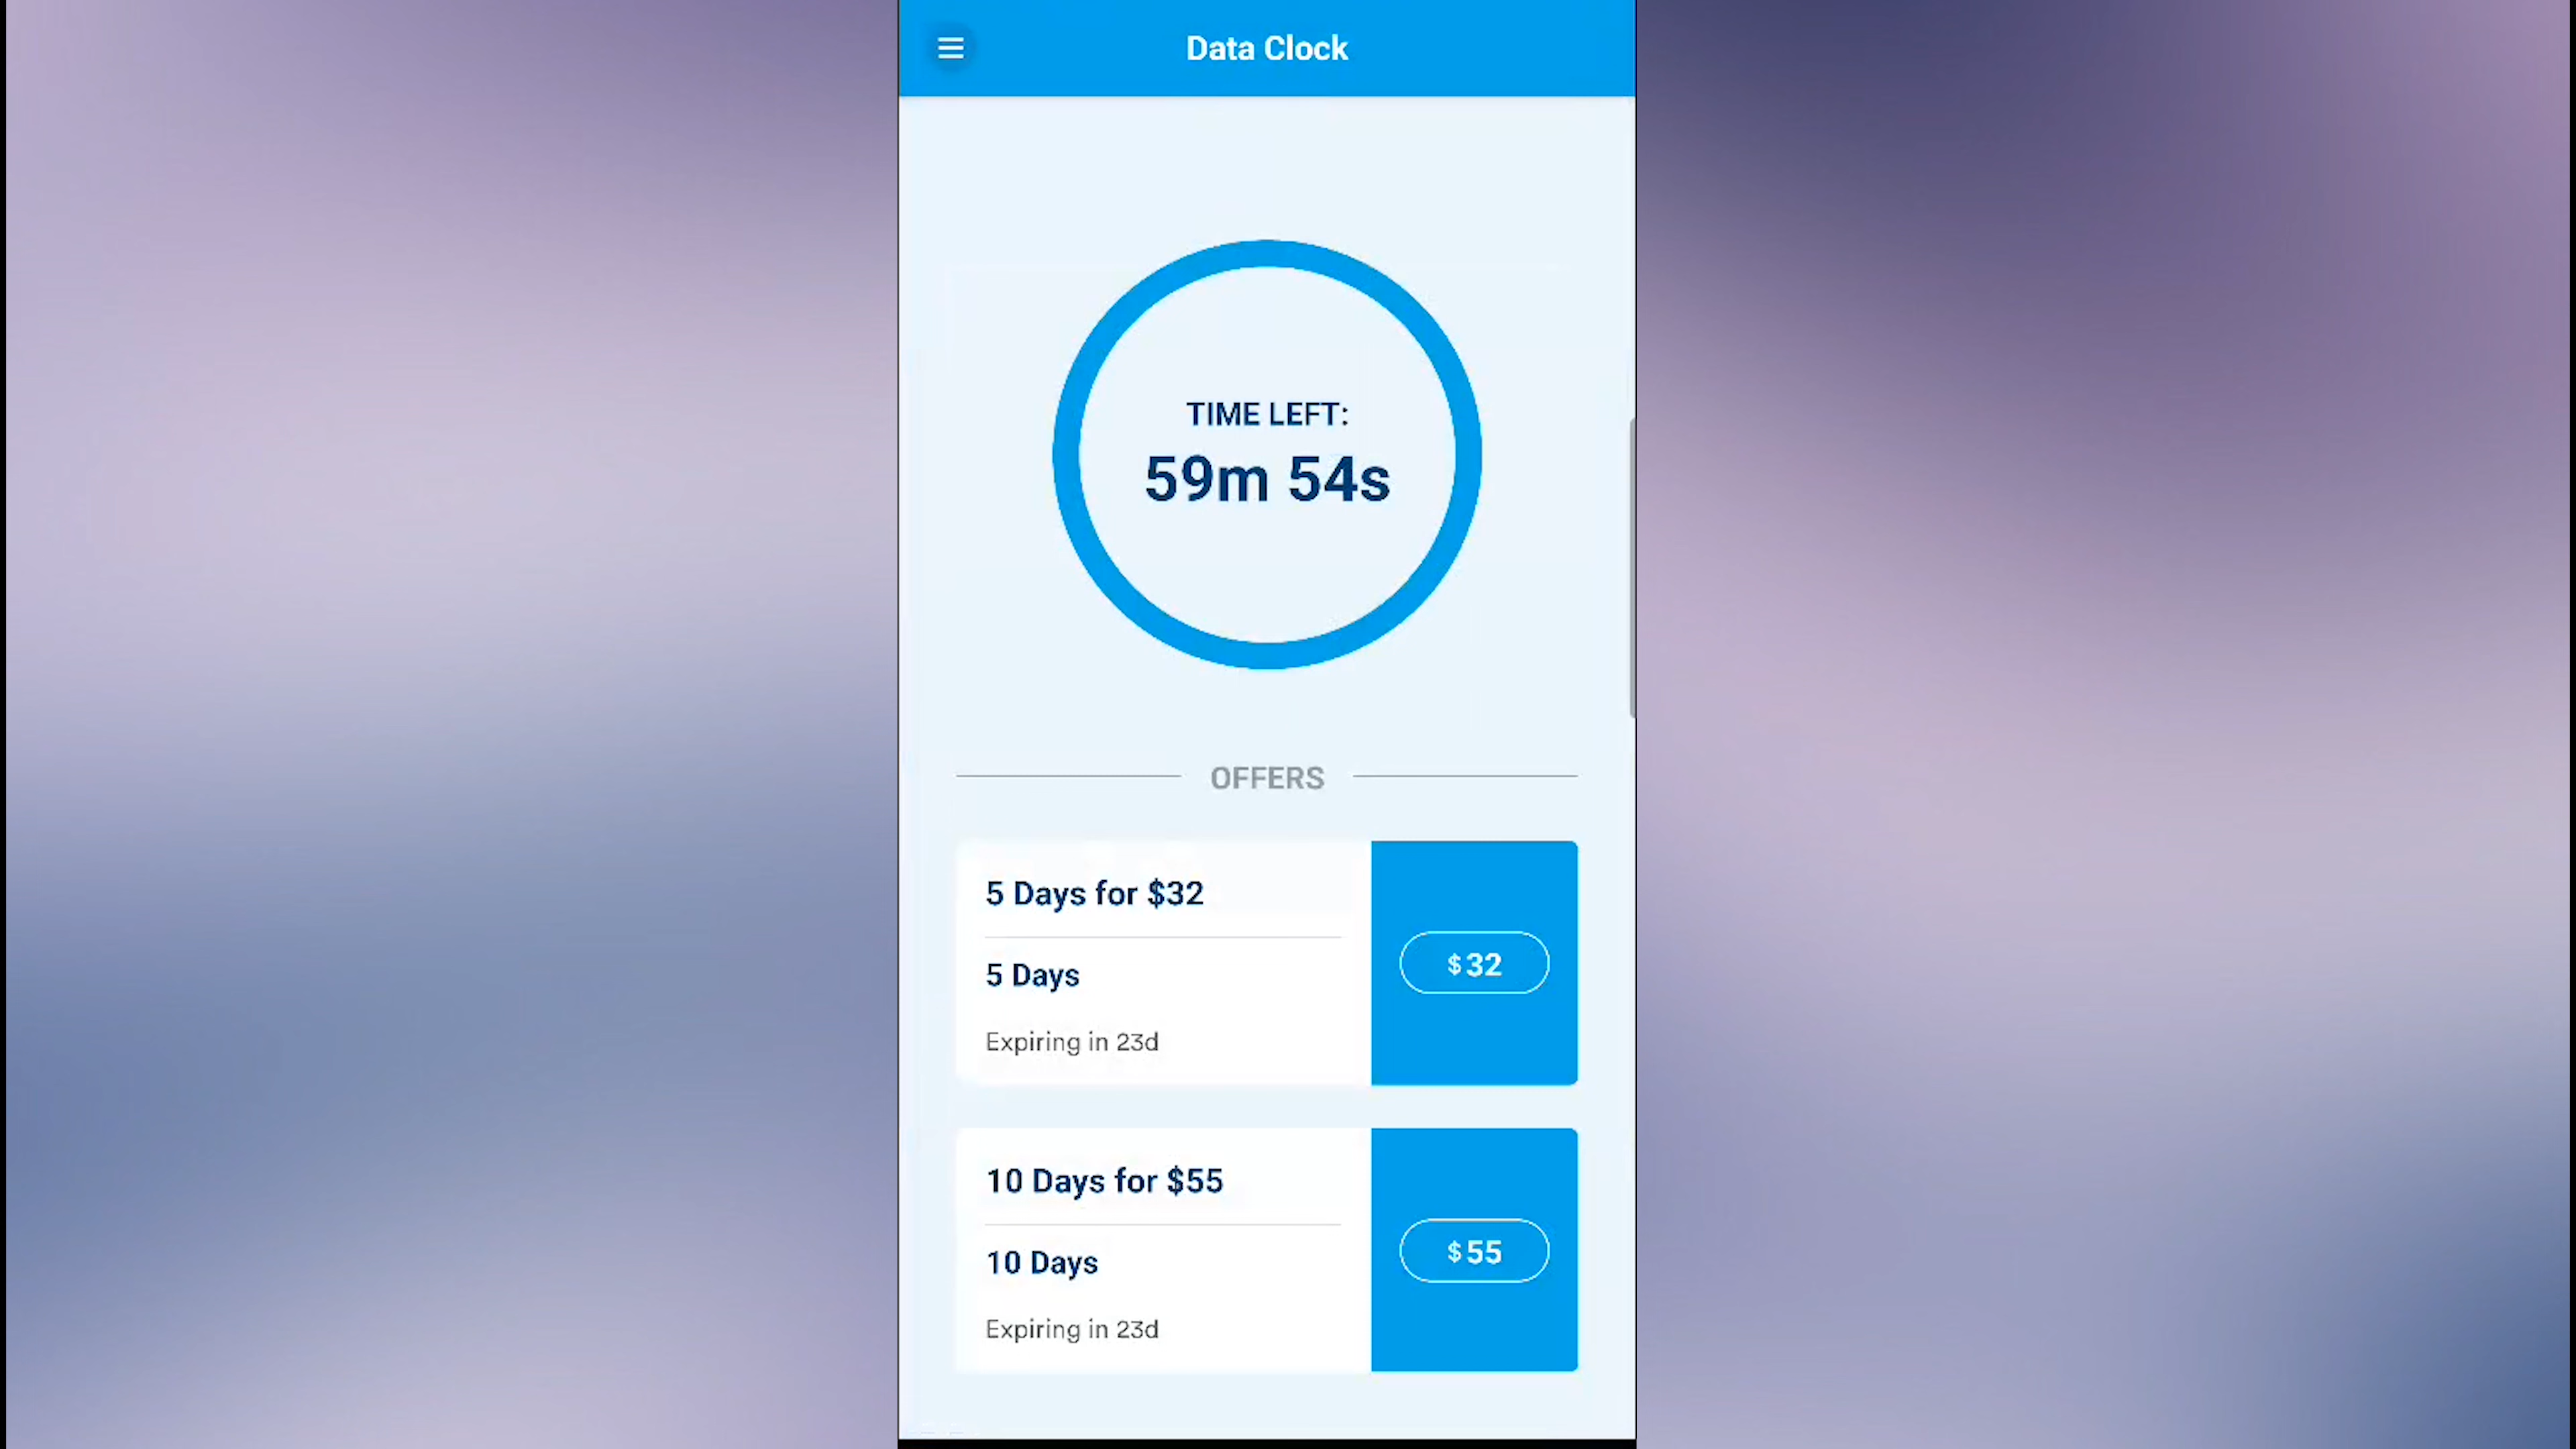 Data Clock
TIME LEFT:
59m 54s
OFFERS
5 Days for $32
5 Days
Expiring in 23d
$32
10 Days for $55
10 Days
Expiring in 23d
$55